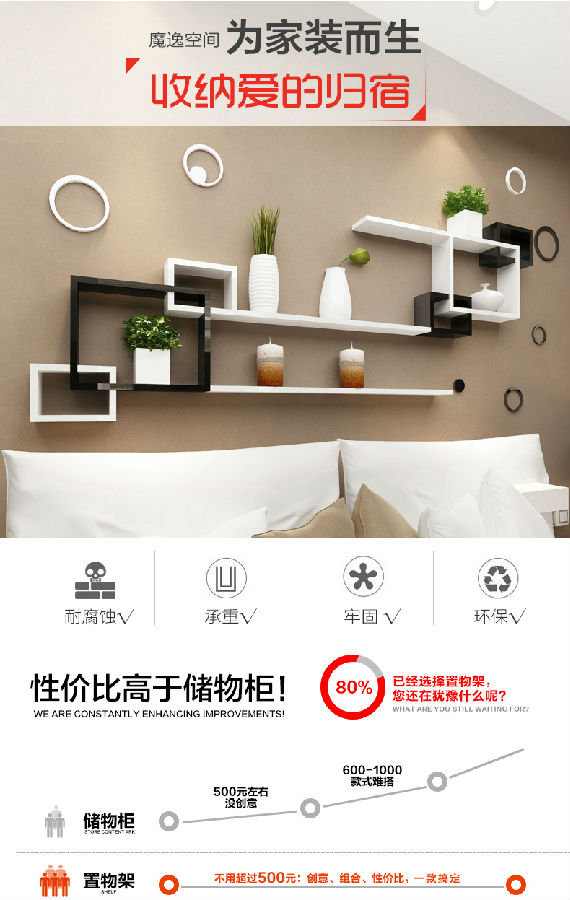 魔逸空间 为家装而生
收纳爱的归宿
耐腐蚀√
承重√
牢固√
环保√
性价比高于储物柜!
WE ARE CONSTANTLY ENHANCING IMPROVEMENTS!
80%
已经选择置物架,
您还在犹豫什么呢?
WHAT ARE YOU STILL WAITING FOR?
600-1000
款式难搭
500元左右
没创意
储物柜
置物架
SHELF
不用超过500元: 创意、组合、性价比, 一款搞定